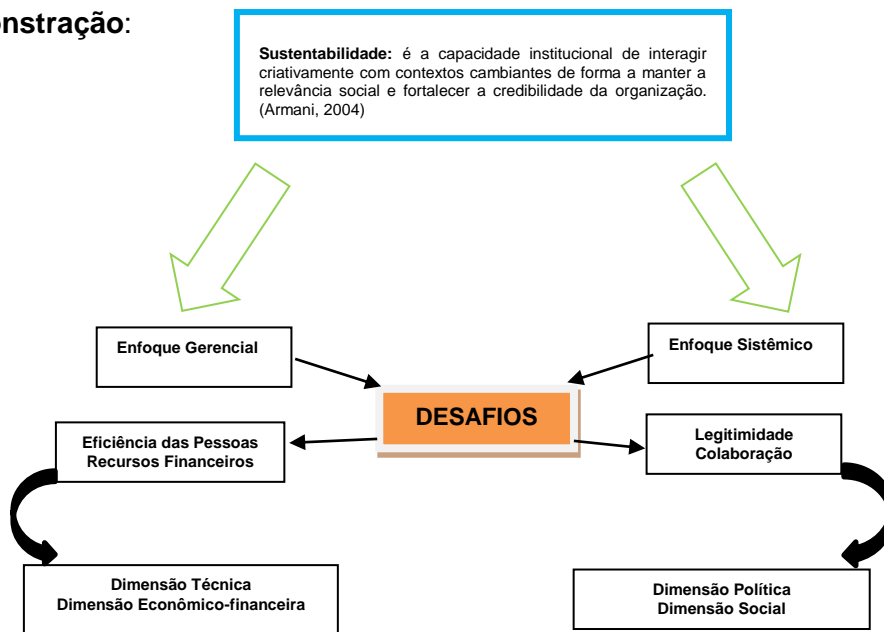 onstração:
Sustentabilidade: é a capacidade institucional de interagir
criativamente com contextos cambiantes de forma a manter a
relevância social e fortalecer a credibilidade da organização.
(Armani, 2004)
Enfoque Gerencial
Enfoque Sistêmico
DESAFIOS
Eficiência das Pessoas
Recursos Financeiros
Legitimidade
Colaboração
Dimensão Técnica
Dimensão Econômico-financeira
Dimensão Política
Dimensão Social